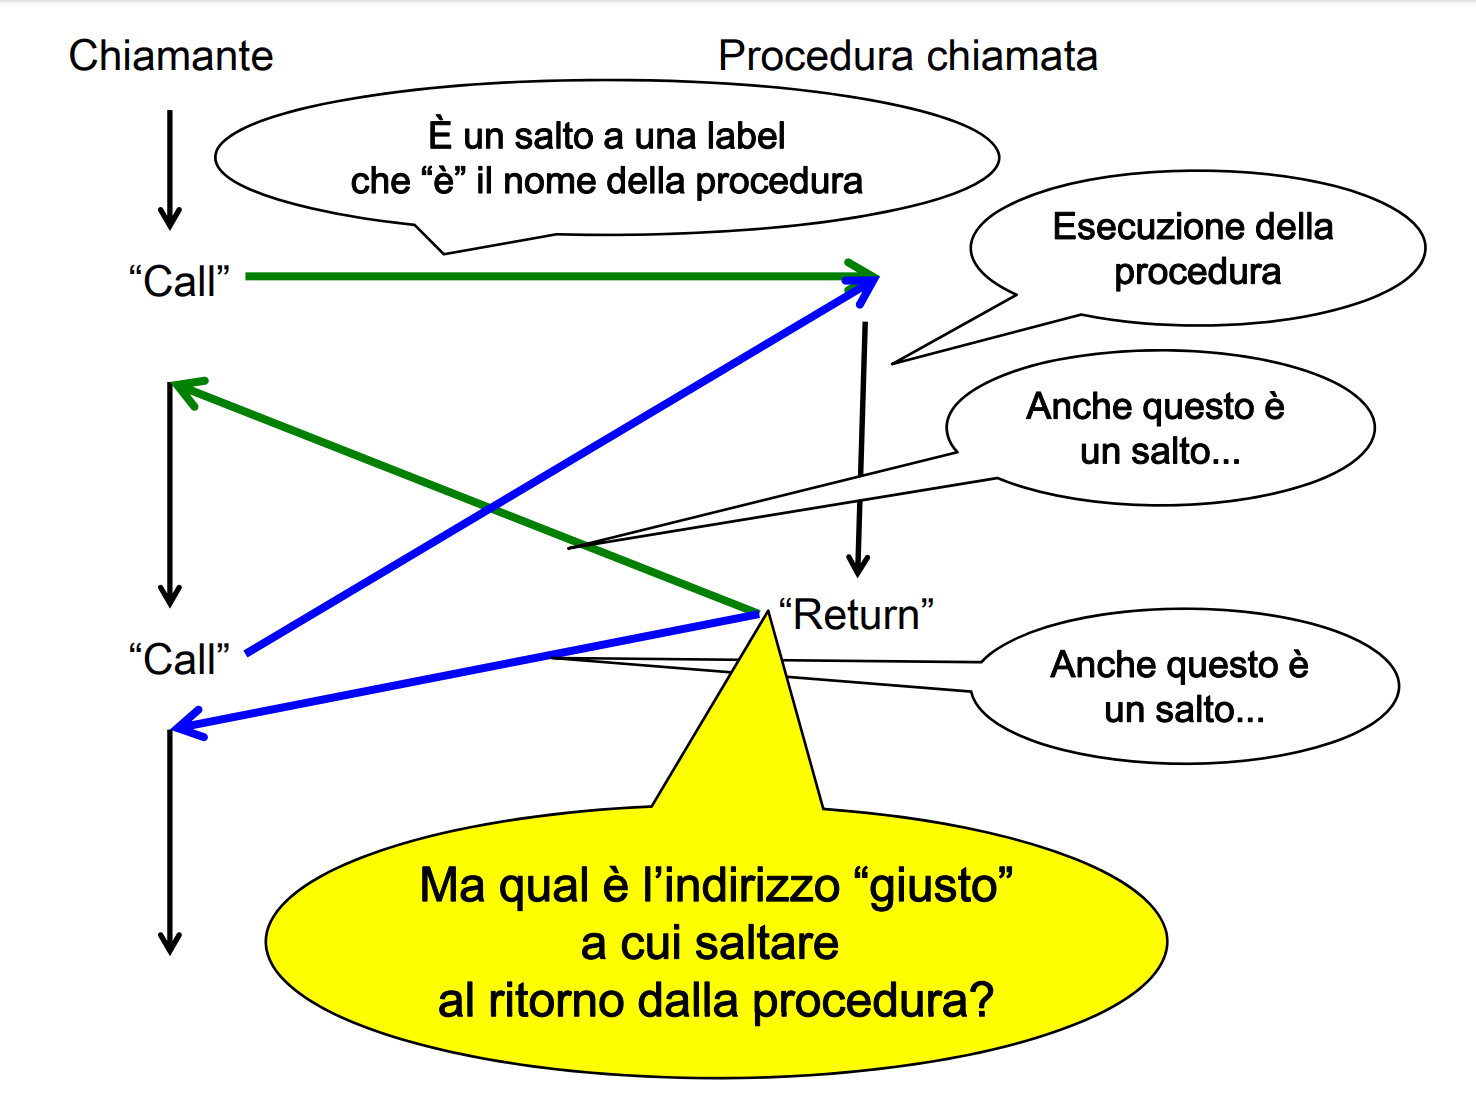 Chiamante
Procedura chiamata
È un salto a una label
che “è” il nome della procedura
Esecuzione della
procedura
“Call”
Anche questo è
un salto...
“Return”
“Call”
Anche questo è
un salto...
Ma qual è l’indirizzo “giusto”
a cui saltare
al ritorno dalla procedura?